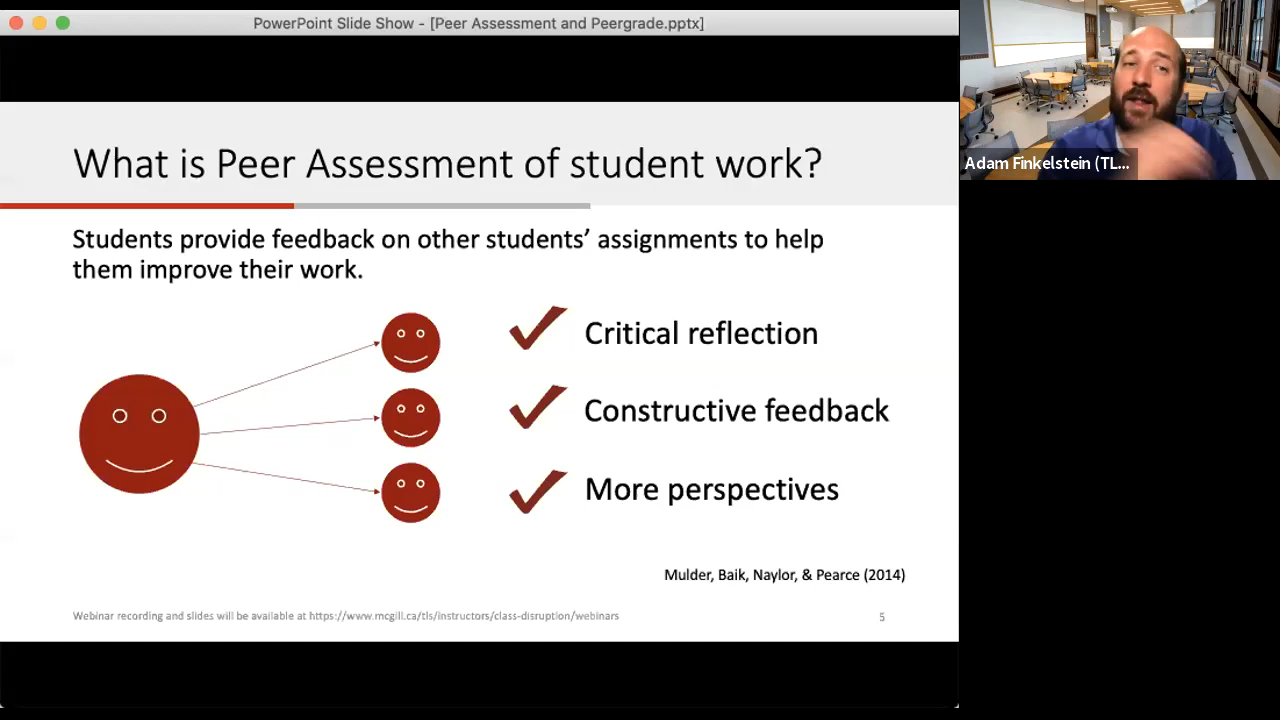 PowerPoint Slide Show - [Peer Assessment and Peergrade.pptx]
Adam Finkelstein (TL...
What is Peer Assessment of student work?
Students provide feedback on other students’ assignments to help
them improve their work.
Critical reflection
Constructive feedback
More perspectives
Mulder, Baik, Naylor, & Pearce (2014)
Webinar recording and slides will be available at https://www.mcgill.ca/tls/instructors/class-disruption/webinars
5